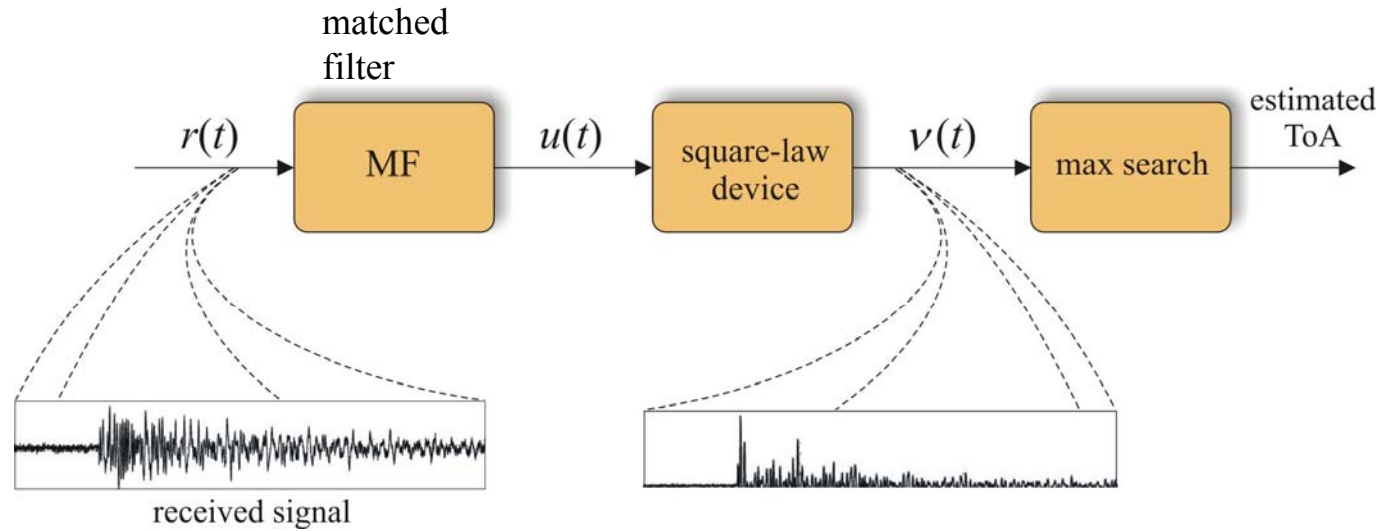 matched
filter
r(t)
MF
u(t)
square-law
device
ν(t)
max search
estimated
ToA
received signal